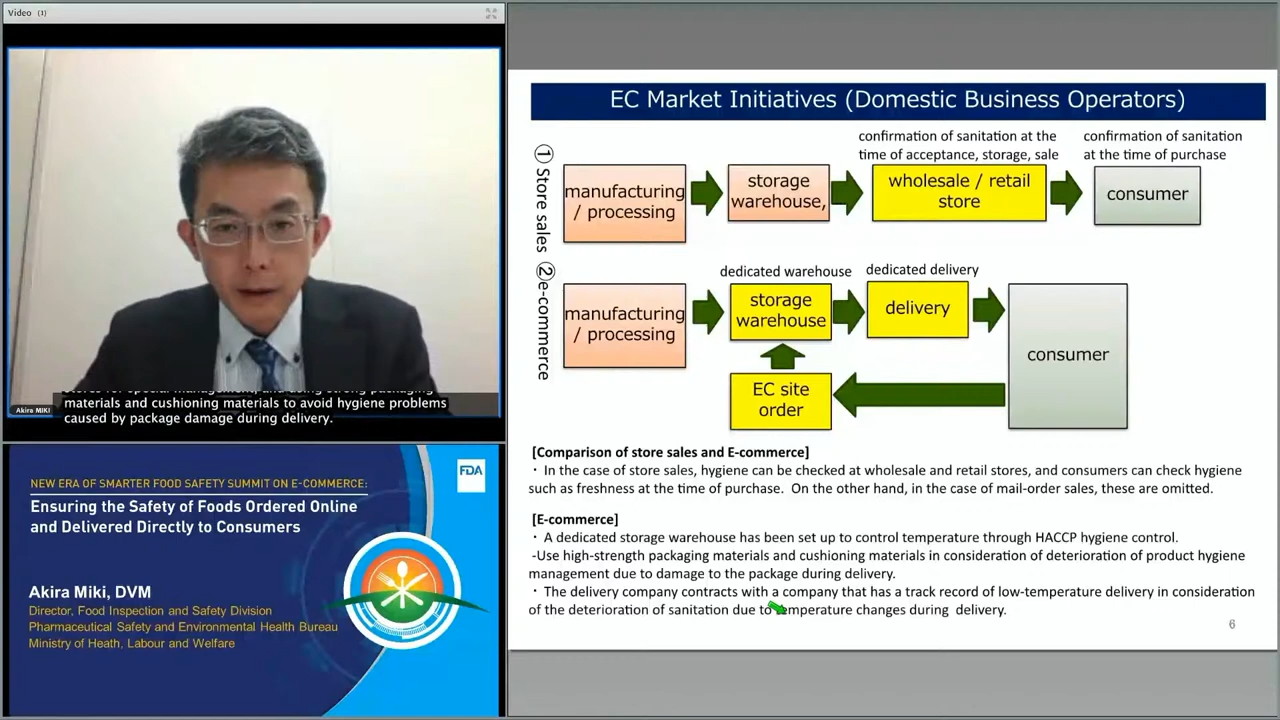 Video (1)
stores for special management, and using strong packaging
materials and cushioning materials to avoid hygiene problems
caused by package damage during delivery.
Akira MIKI
FDA
NEW ERA OF SMARTER FOOD SAFETY SUMMIT ON E-COMMERCE:
Ensuring the Safety of Foods Ordered Online
and Delivered Directly to Consumers
Akira Miki, DVM
Director, Food Inspection and Safety Division
Pharmaceutical Safety and Environmental Health Bureau
Ministry of Heath, Labour and Welfare
EC Market Initiatives (Domestic Business Operators)
confirmation of sanitation at the
time of acceptance, storage, sale
confirmation of sanitation
at the time of purchase
① Store sales
manufacturing
/ processing
storage
warehouse,
wholesale / retail
store
consumer
②e-commerce
dedicated warehouse
dedicated delivery
manufacturing
/ processing
storage
warehouse
delivery
consumer
EC site
order
[Comparison of store sales and E-commerce]
・In the case of store sales, hygiene can be checked at wholesale and retail stores, and consumers can check hygiene
such as freshness at the time of purchase. On the other hand, in the case of mail-order sales, these are omitted.
[E-commerce]
・A dedicated storage warehouse has been set up to control temperature through HACCP hygiene control.
-Use high-strength packaging materials and cushioning materials in consideration of deterioration of product hygiene
management due to damage to the package during delivery.
・The delivery company contracts with a company that has a track record of low-temperature delivery in consideration
of the deterioration of sanitation due to temperature changes during delivery.
6